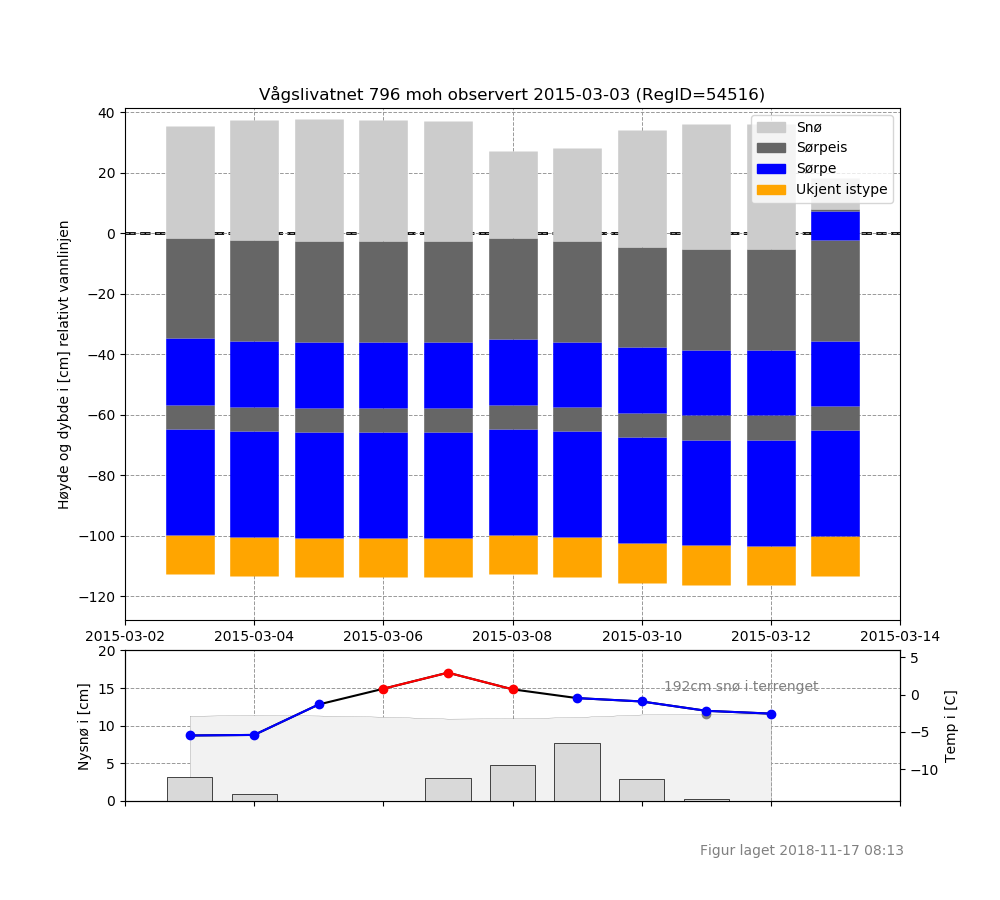 Vågslivatnet 796 moh observert 2015-03-03 (RegID=54516)
Høyde og dybde i [cm] relativt vannlinjen
40
20
0
−20
−40
−60
−80
−100
−120
Snø
Sørpeis
Sørpe
Ukjent istype
2015-03-02 2015-03-04 2015-03-06 2015-03-08 2015-03-10 2015-03-12 2015-03-14
Nysnø i [cm]
20
15
10
5
0
192cm snø i terrenget
5
0
−5
−10
Temp i [C]
Figur laget 2018-11-17 08:13